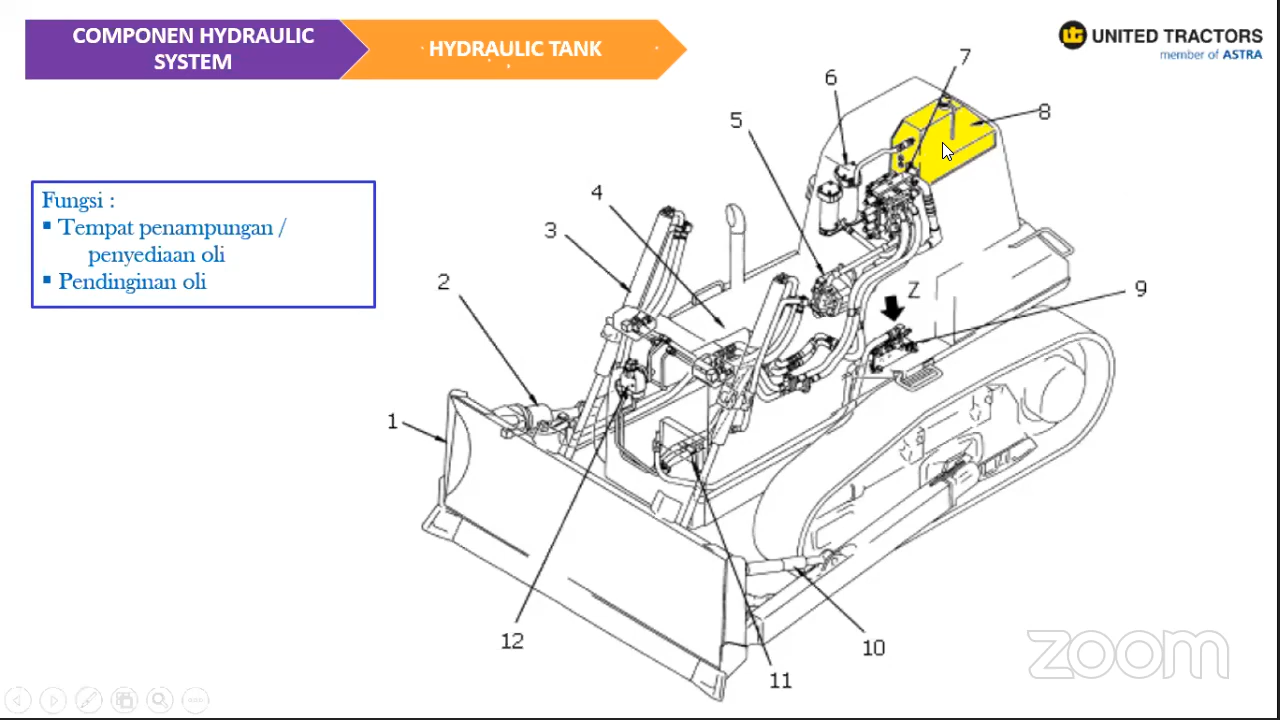 COMPONEN HYDRAULIC
SYSTEM
HYDRAULIC TANK
UT UNITED TRACTORS
member of ASTRA
Fungsi :
▪ Tempat penampungan /
penyediaan oli
▪ Pendinginan oli
1
2
3
4
5
6
7
8
9
10
11
12
Z
zoom